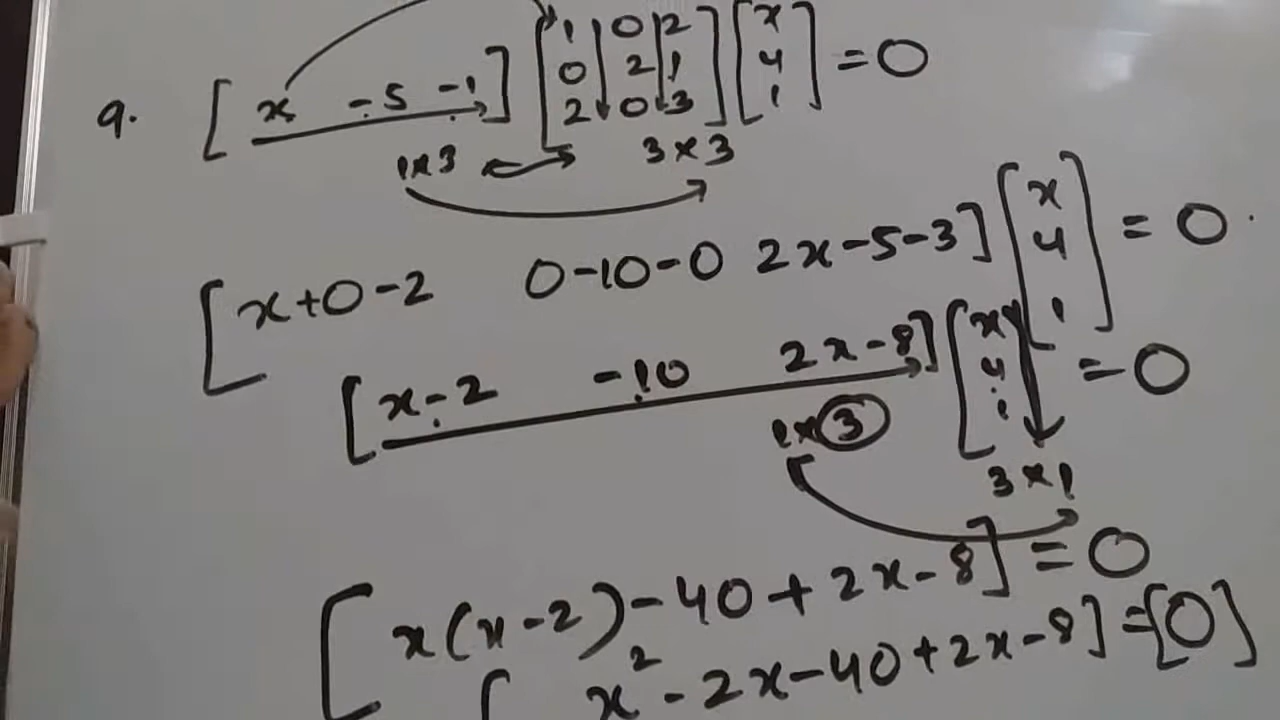 9. [x -5 -1] [1 0 2 0 2 1 2 0 3] [x 4 1] = 0
1×3 3×3
[x+0-2 0-10-0 2x-5-3] [x 4 1] = 0
[x-2 -10 2x-8] [x 4 1] = 0
1×3 3×1
[x(x-2)-40+2x-8] = 0
[x²-2x-40+2x-8] = [0]